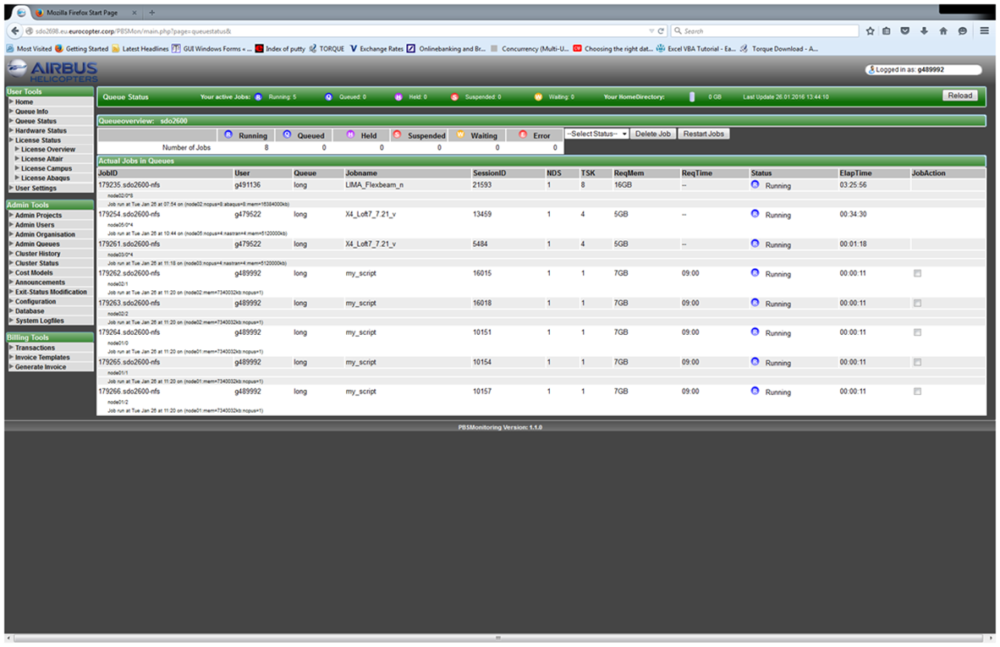 Mozilla Firefox Start Page
sdo2698.eu.eurocopter.corp/PBSMon/main.php?page=queuestatus&
Search
Most Visited Getting Started Latest Headlines GUI Windows Forms « ... Index of putty TORQUE Exchange Rates Onlinebanking and Br... Concurrency (Multi-U... Choosing the right dat... Excel VBA Tutorial - Ea... Torque Download - A...
AIRBUS
HELICOPTERS
Logged in as: g489992
User Tools
Home
Queue Info
Queue Status
Hardware Status
License Status
License Overview
License Altair
License Campus
License Abaqus
User Settings
Admin Tools
Admin Projects
Admin Users
Admin Organisation
Admin Queues
Cluster History
Cluster Status
Cost Models
Announcements
Exit-Status Modification
Configuration
Database
System Logfiles
Billing Tools
Transactions
Invoice Templates
Generate Invoice
Queue Status Your active Jobs: R Running: 5 Q Queued: 0 H Held: 0 S Suspended: 0 W Waiting: 0 Your HomeDirectory: 0 GB Last Update 26.01.2016 13:44:10 Reload
Queueoverview: sdo2600
R Running Q Queued H Held S Suspended W Waiting E Error --Select Status-- Delete Job Restart Jobs
Number of Jobs 8 0 0 0 0 0
Actual Jobs in Queues
JobID User Queue Jobname SessionID NDS TSK ReqMem ReqTime Status ElapTime JobAction
179235.sdo2600-nfs g491136 long LIMA_Flexbeam_n 21593 1 8 16GB -- R Running 03:25:56
node02/0*8
Job run at Tue Jan 26 at 07:54 on (node02:ncpus=8:abaqus=8:mem=16384000kb)
179254.sdo2600-nfs g479522 long X4_Loft7_7.21_v 13459 1 4 5GB -- R Running 00:34:30
node05/0*4
Job run at Tue Jan 26 at 10:44 on (node05:ncpus=4:nastran=4:mem=5120000kb)
179261.sdo2600-nfs g479522 long X4_Loft7_7.21_v 5484 1 4 5GB -- R Running 00:01:18
node03/0*4
Job run at Tue Jan 26 at 11:18 on (node03:ncpus=4:nastran=4:mem=5120000kb)
179262.sdo2600-nfs g489992 long my_script 16015 1 1 7GB 09:00 R Running 00:00:11
node02/1
Job run at Tue Jan 26 at 11:20 on (node02:mem=7340032kb:ncpus=1)
179263.sdo2600-nfs g489992 long my_script 16018 1 1 7GB 09:00 R Running 00:00:11
node02/2
Job run at Tue Jan 26 at 11:20 on (node02:mem=7340032kb:ncpus=1)
179264.sdo2600-nfs g489992 long my_script 10151 1 1 7GB 09:00 R Running 00:00:11
node01/0
Job run at Tue Jan 26 at 11:20 on (node01:mem=7340032kb:ncpus=1)
179265.sdo2600-nfs g489992 long my_script 10154 1 1 7GB 09:00 R Running 00:00:11
node01/1
Job run at Tue Jan 26 at 11:20 on (node01:mem=7340032kb:ncpus=1)
179266.sdo2600-nfs g489992 long my_script 10157 1 1 7GB 09:00 R Running 00:00:11
node01/2
Job run at Tue Jan 26 at 11:20 on (node01:mem=7340032kb:ncpus=1)
PBSMonitoring Version: 1.1.0